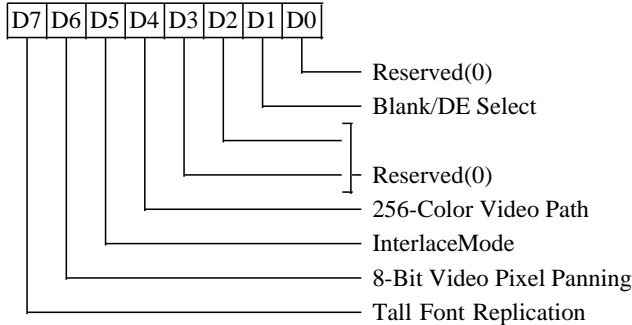 D7 D6 D5 D4 D3 D2 D1 D0
Reserved(0)
Blank/DE Select
Reserved(0)
256-Color Video Path
InterlaceMode
8-Bit Video Pixel Panning
Tall Font Replication